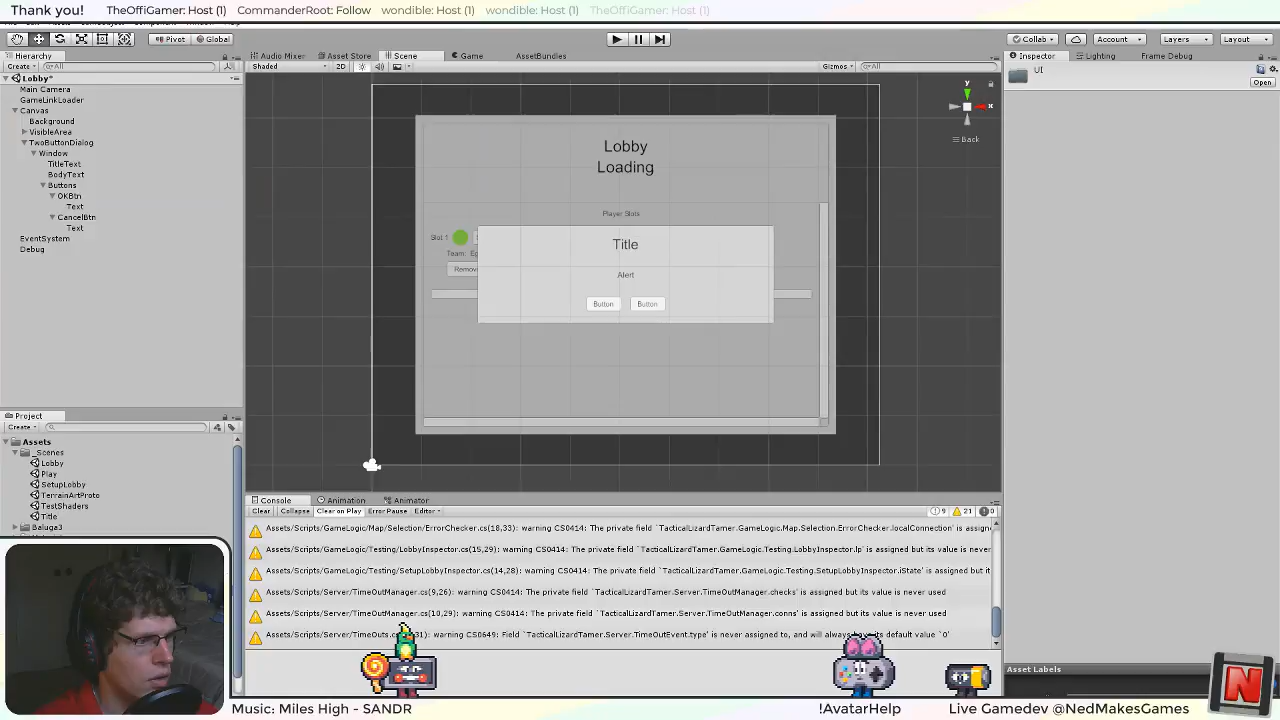 Thank you!
TheOffiGamer: Host (1)
CommanderRoot: Follow
wondible: Host (1)
wondible: Host (1)
TheOffiGamer: Host (1)
Pivot
Global
Collab
Account
Layers
Layout
Hierarchy
Audio Mixer
Asset Store
Scene
Game
AssetBundles
Inspector
Lighting
Frame Debug
Create
All
Shaded
2D
Gizmos
All
UI
Open
Lobby*
Main Camera
GameLinkLoader
Canvas
Background
VisibleArea
TwoButtonDialog
Window
TitleText
BodyText
Buttons
OKBtn
Text
CancelBtn
Text
EventSystem
Debug
y
x
Back
Lobby
Loading
Player Slots
Slot 1
Team:
Title
Alert
Button
Button
Project
Create
Assets
_Scenes
Lobby
Play
SetupLobby
TerrainArtProto
TestShaders
Title
Baluga3
Console
Animation
Animator
Clear
Collapse
Clear on Play
Error Pause
Editor
9
21
0
Assets/Scripts/GameLogic/Map/Selection/ErrorChecker.cs(18,33): warning CS0414: The private field `TacticalLizardTamer.GameLogic.Map.Selection.ErrorChecker.localConnection' is assign
Assets/Scripts/GameLogic/Testing/LobbyInspector.cs(15,29): warning CS0414: The private field `TacticalLizardTamer.GameLogic.Testing.LobbyInspector.lp' is assigned but its value is never
Assets/Scripts/GameLogic/Testing/SetupLobbyInspector.cs(14,28): warning CS0414: The private field `TacticalLizardTamer.GameLogic.Testing.SetupLobbyInspector.iState' is assigned but it
Assets/Scripts/Server/TimeOutManager.cs(9,26): warning CS0414: The private field `TacticalLizardTamer.Server.TimeOutManager.checks' is assigned but its value is never used
Assets/Scripts/Server/TimeOutManager.cs(10,29): warning CS0414: The private field `TacticalLizardTamer.Server.TimeOutManager.conns' is assigned but its value is never used
Assets/Scripts/Server/TimeOuts. 31): warning CS0649: Field `TacticalLizardTamer.Server.TimeOutEvent.type' is never assigned to, and will always default value `0'
Asset Labels
N
Music: Miles High - SANDR
!AvatarHelp
Live Gamedev @NedMakesGames